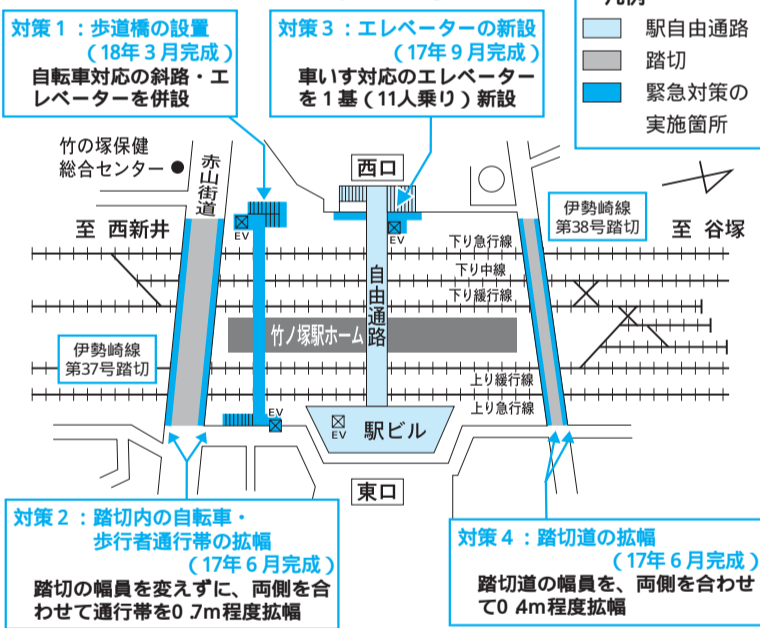 対策1：歩道橋の設置
（18年3月完成）
自転車対応の斜路・エ
レベーターを併設
対策3：エレベーターの新設
（17年9月完成）
車いす対応のエレベーター
を1基（11人乗り）新設
駅自由通路
踏切
緊急対策の
実施箇所
竹の塚保健
総合センター
赤山街道
西口
至 西新井
EV
EV
伊勢崎線
第38号踏切
至 谷塚
下り急行線
下り中線
下り緩行線
自由通路
竹ノ塚駅ホーム
伊勢崎線
第37号踏切
上り緩行線
上り急行線
EV
EV
駅ビル
東口
対策2：踏切内の自転車・
歩行者通行帯の拡幅
（17年6月完成）
踏切の幅員を変えずに、両側を合
わせて通行帯を0.7m程度拡幅
対策4：踏切道の拡幅
（17年6月完成）
踏切道の幅員を、両側を合わせ
て0.4m程度拡幅